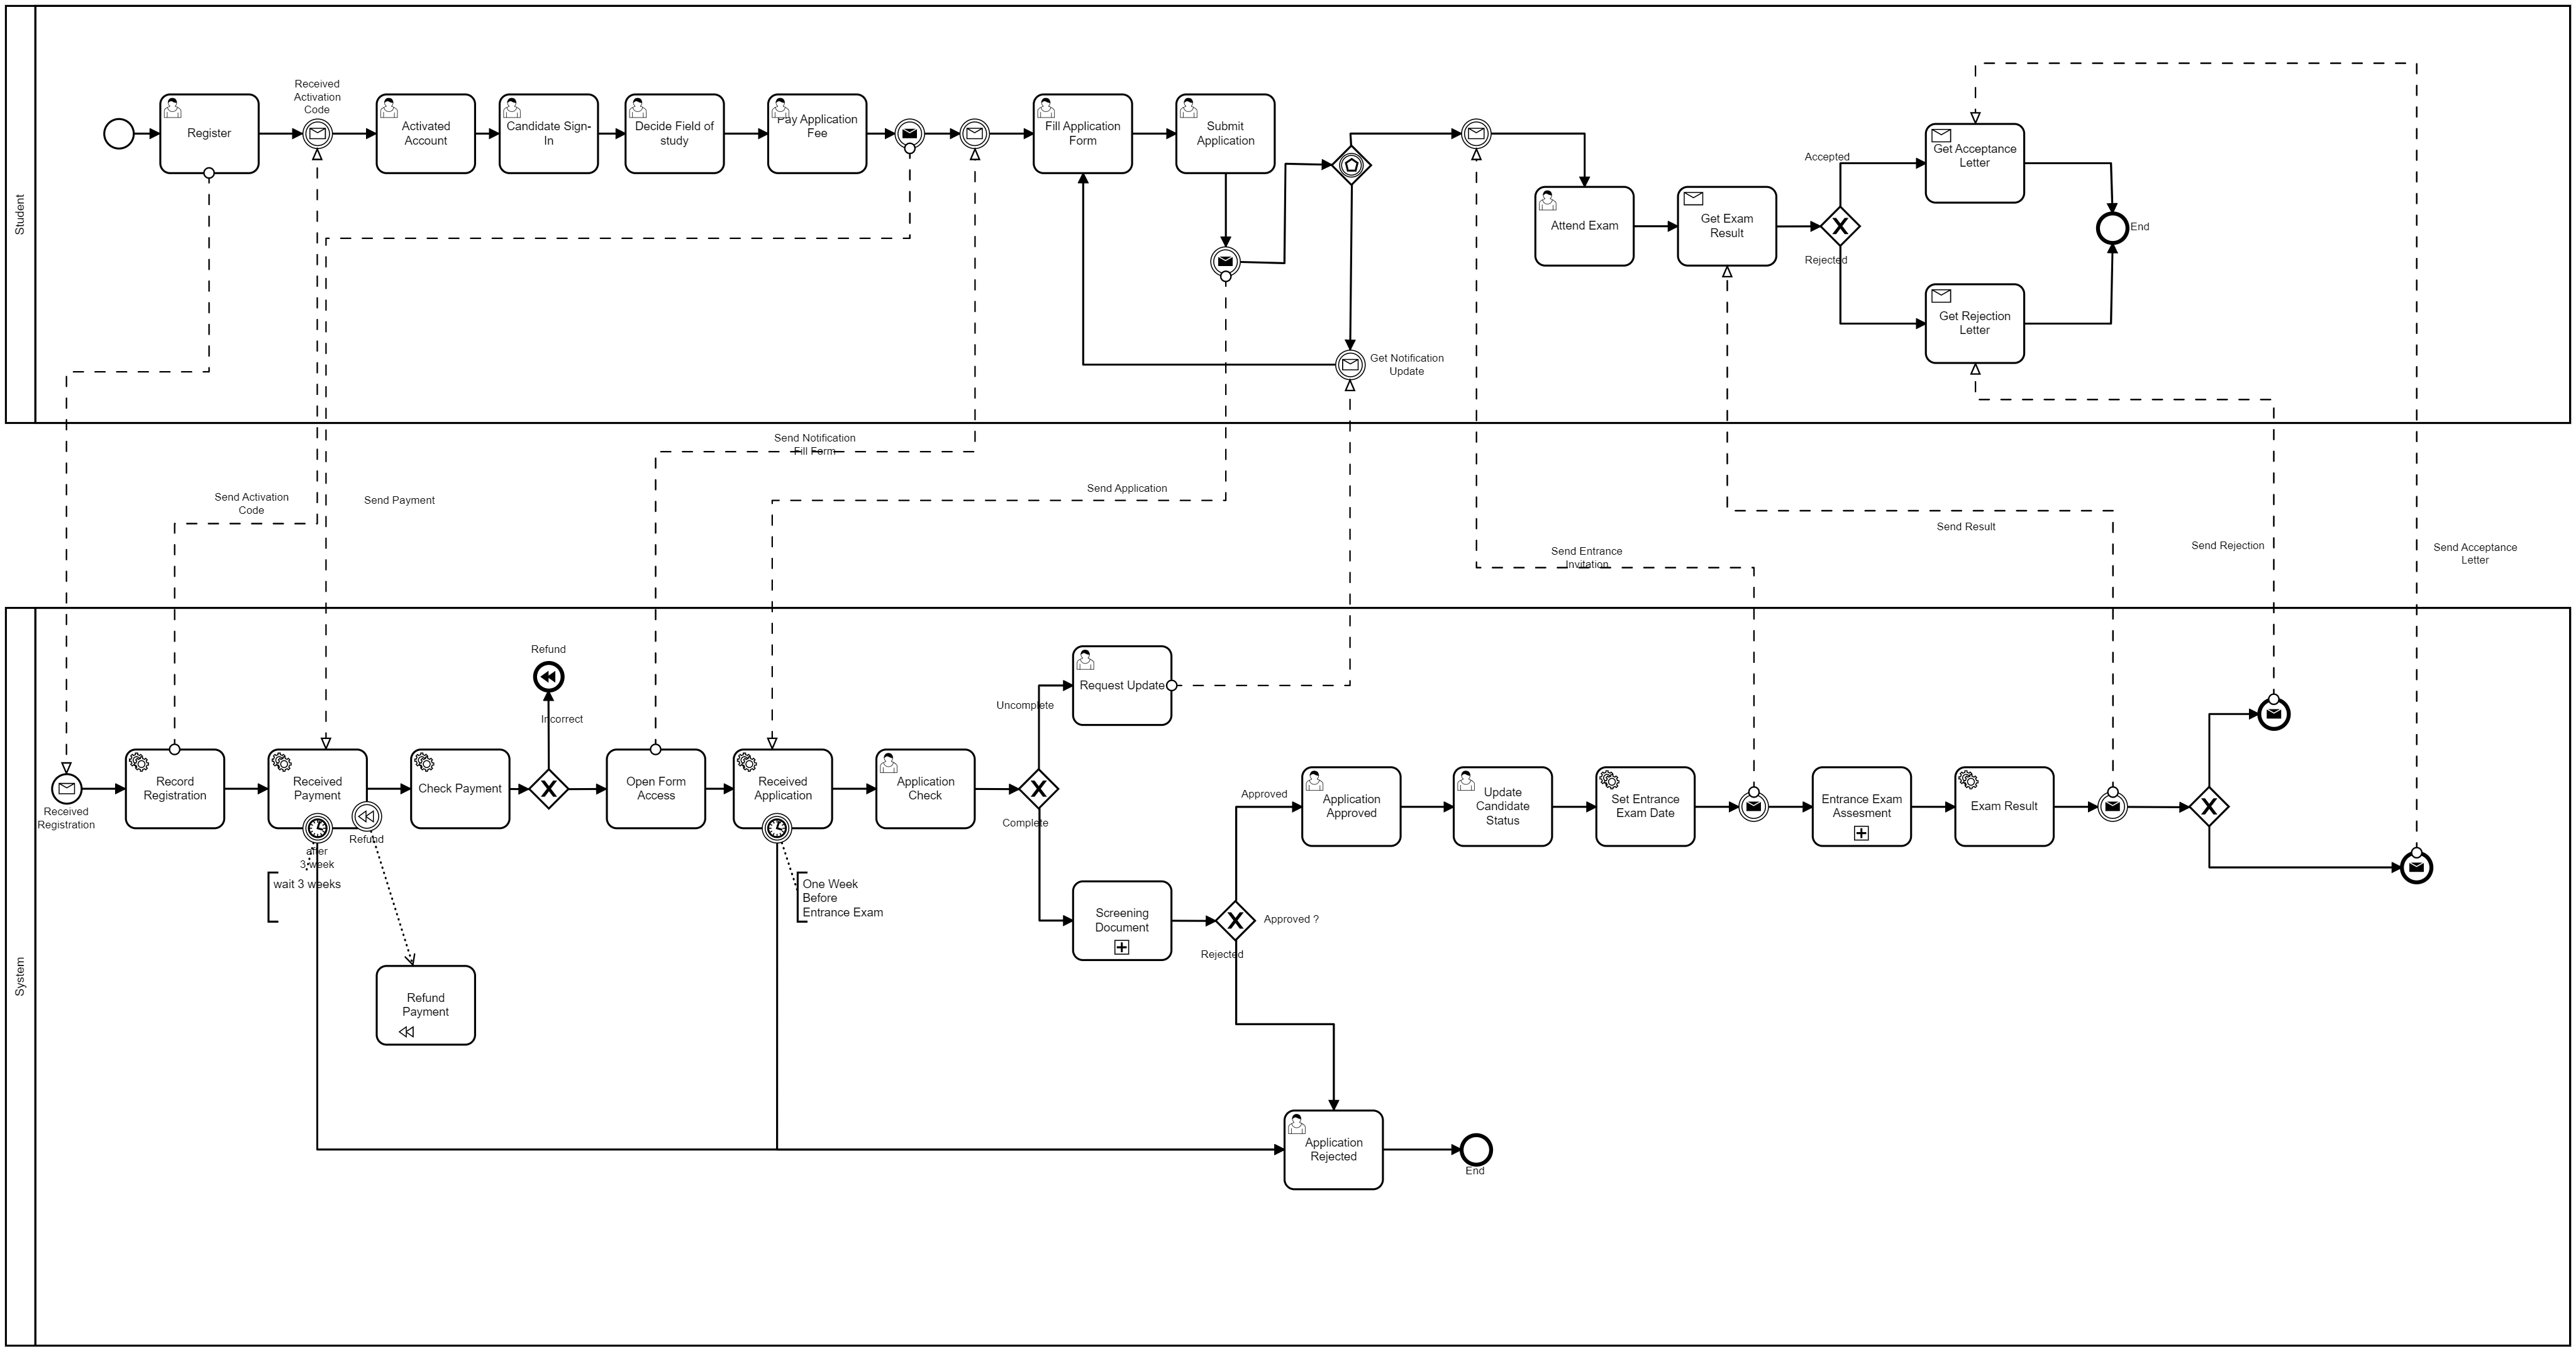 Student
Register
Received
Activation
Code
Activated
Account
Candidate Sign-
In
Decide Field of
study
Pay Application
Fee
Fill Application
Form
Submit
Application
Get Notification
Update
Attend Exam
Get Exam
Result
Accepted
Rejected
Get Acceptance
Letter
Get Rejection
Letter
End
Send Activation
Code
Send Payment
Send Notification
Fill Form
Send Application
Send Entrance
Invitation
Send Result
Send Rejection
Send Acceptance
Letter
System
Received
Registration
Record
Registration
Received
Payment
after
3 week
wait 3 weeks
Refund
Refund
Payment
Check Payment
Refund
Incorrect
Open Form
Access
Received
Application
One Week
Before
Entrance Exam
Application
Check
Uncomplete
Complete
Request Update
Screening
Document
Approved ?
Approved
Rejected
Application
Approved
Update
Candidate
Status
Set Entrance
Exam Date
Entrance Exam
Assesment
Exam Result
Application
Rejected
End